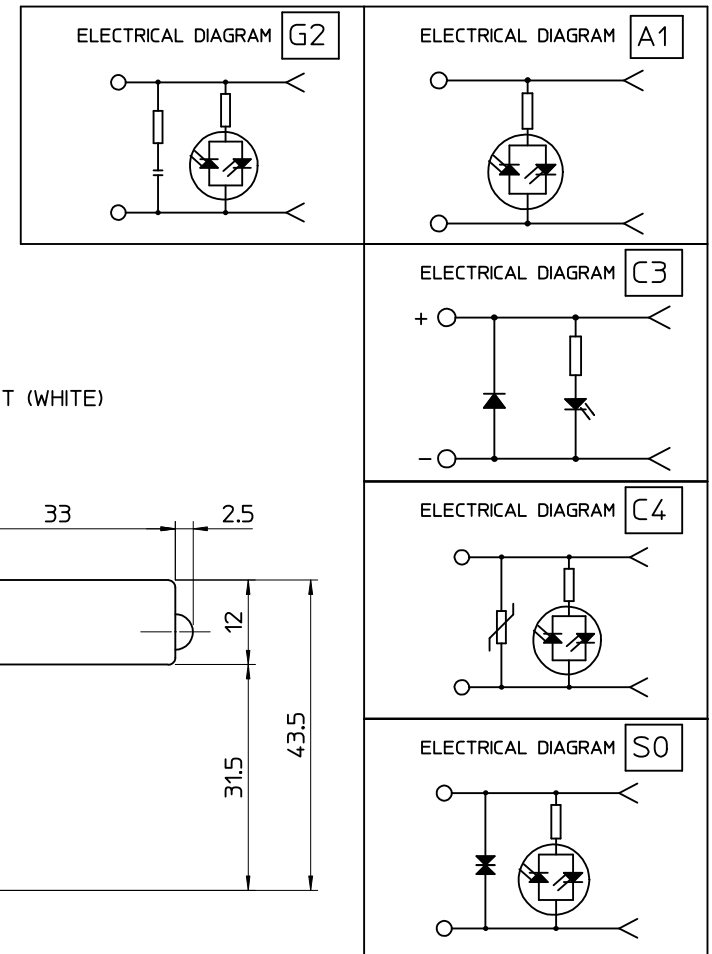 ELECTRICAL DIAGRAM G2
ELECTRICAL DIAGRAM A1
ELECTRICAL DIAGRAM C3
+
−
T (WHITE)
33
2.5
12
43.5
31.5
ELECTRICAL DIAGRAM C4
ELECTRICAL DIAGRAM S0